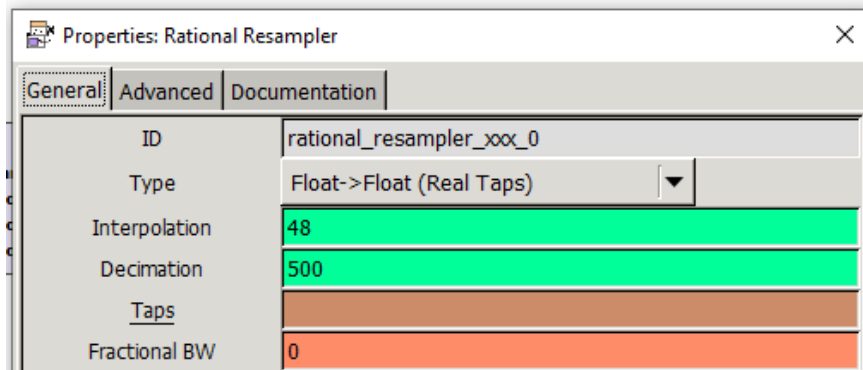 Properties: Rational Resampler
General Advanced Documentation
ID rational_resampler_xxx_0
Type Float->Float (Real Taps)
Interpolation 48
Decimation 500
Taps
Fractional BW 0